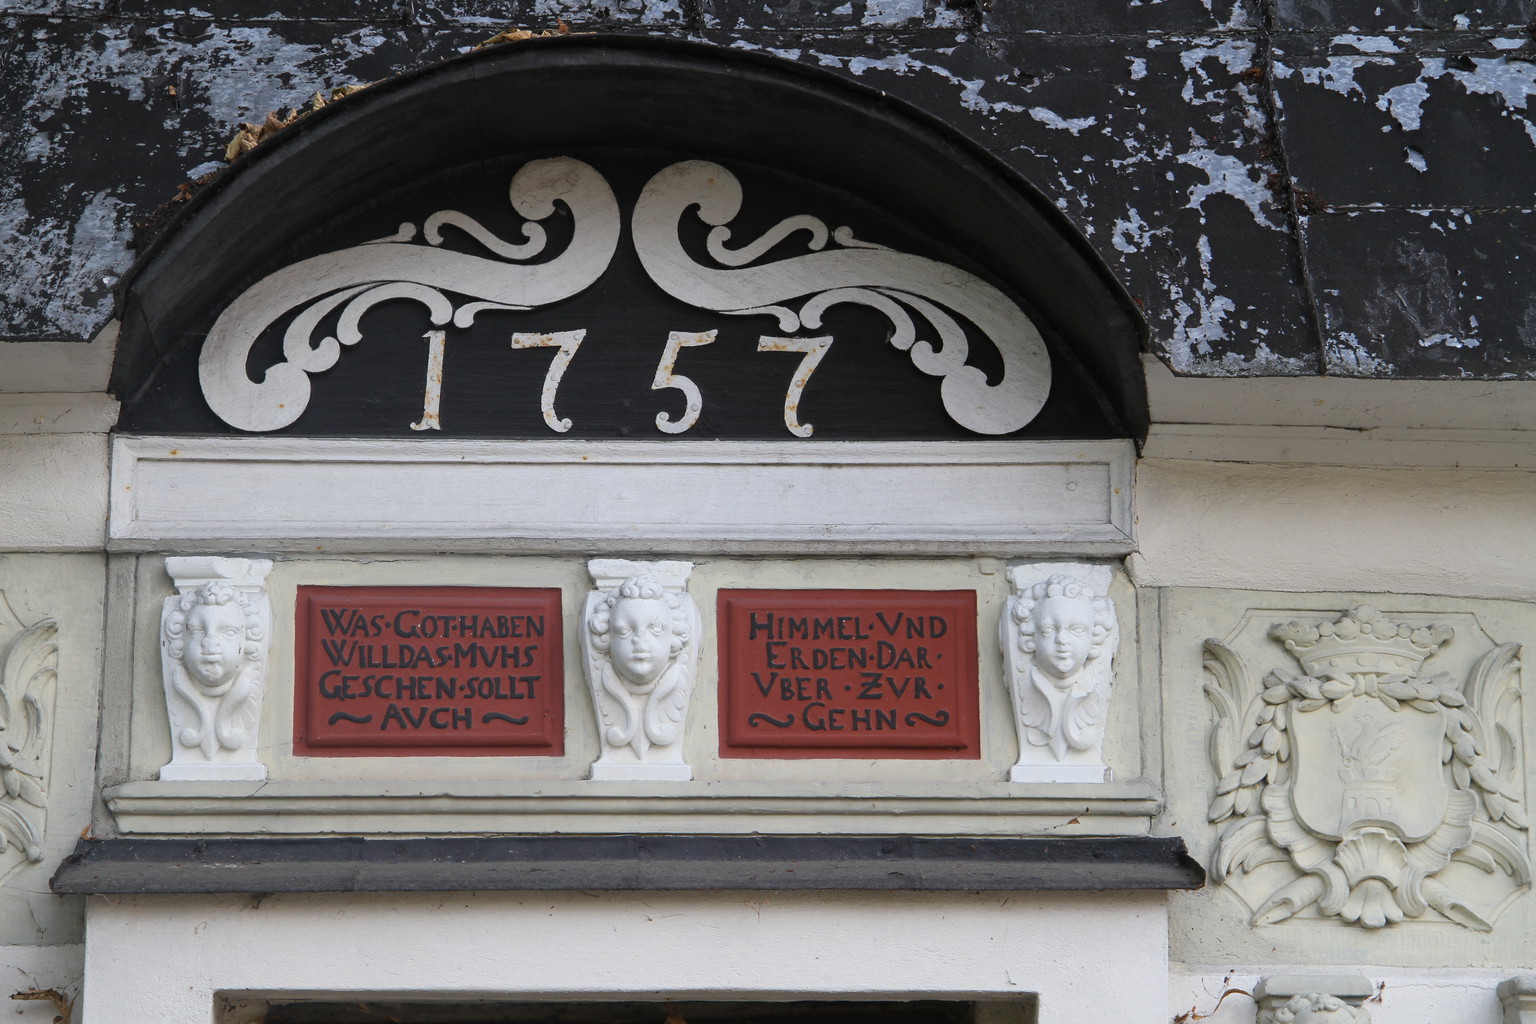 1757
WAS·GOT·HABEN
WILLDAS·MVHS
GESCHEN·SOLLT
~ AVCH ~
HIMMEL·VND
ERDEN·DAR·
VBER·ZVR·
~ GEHN ~